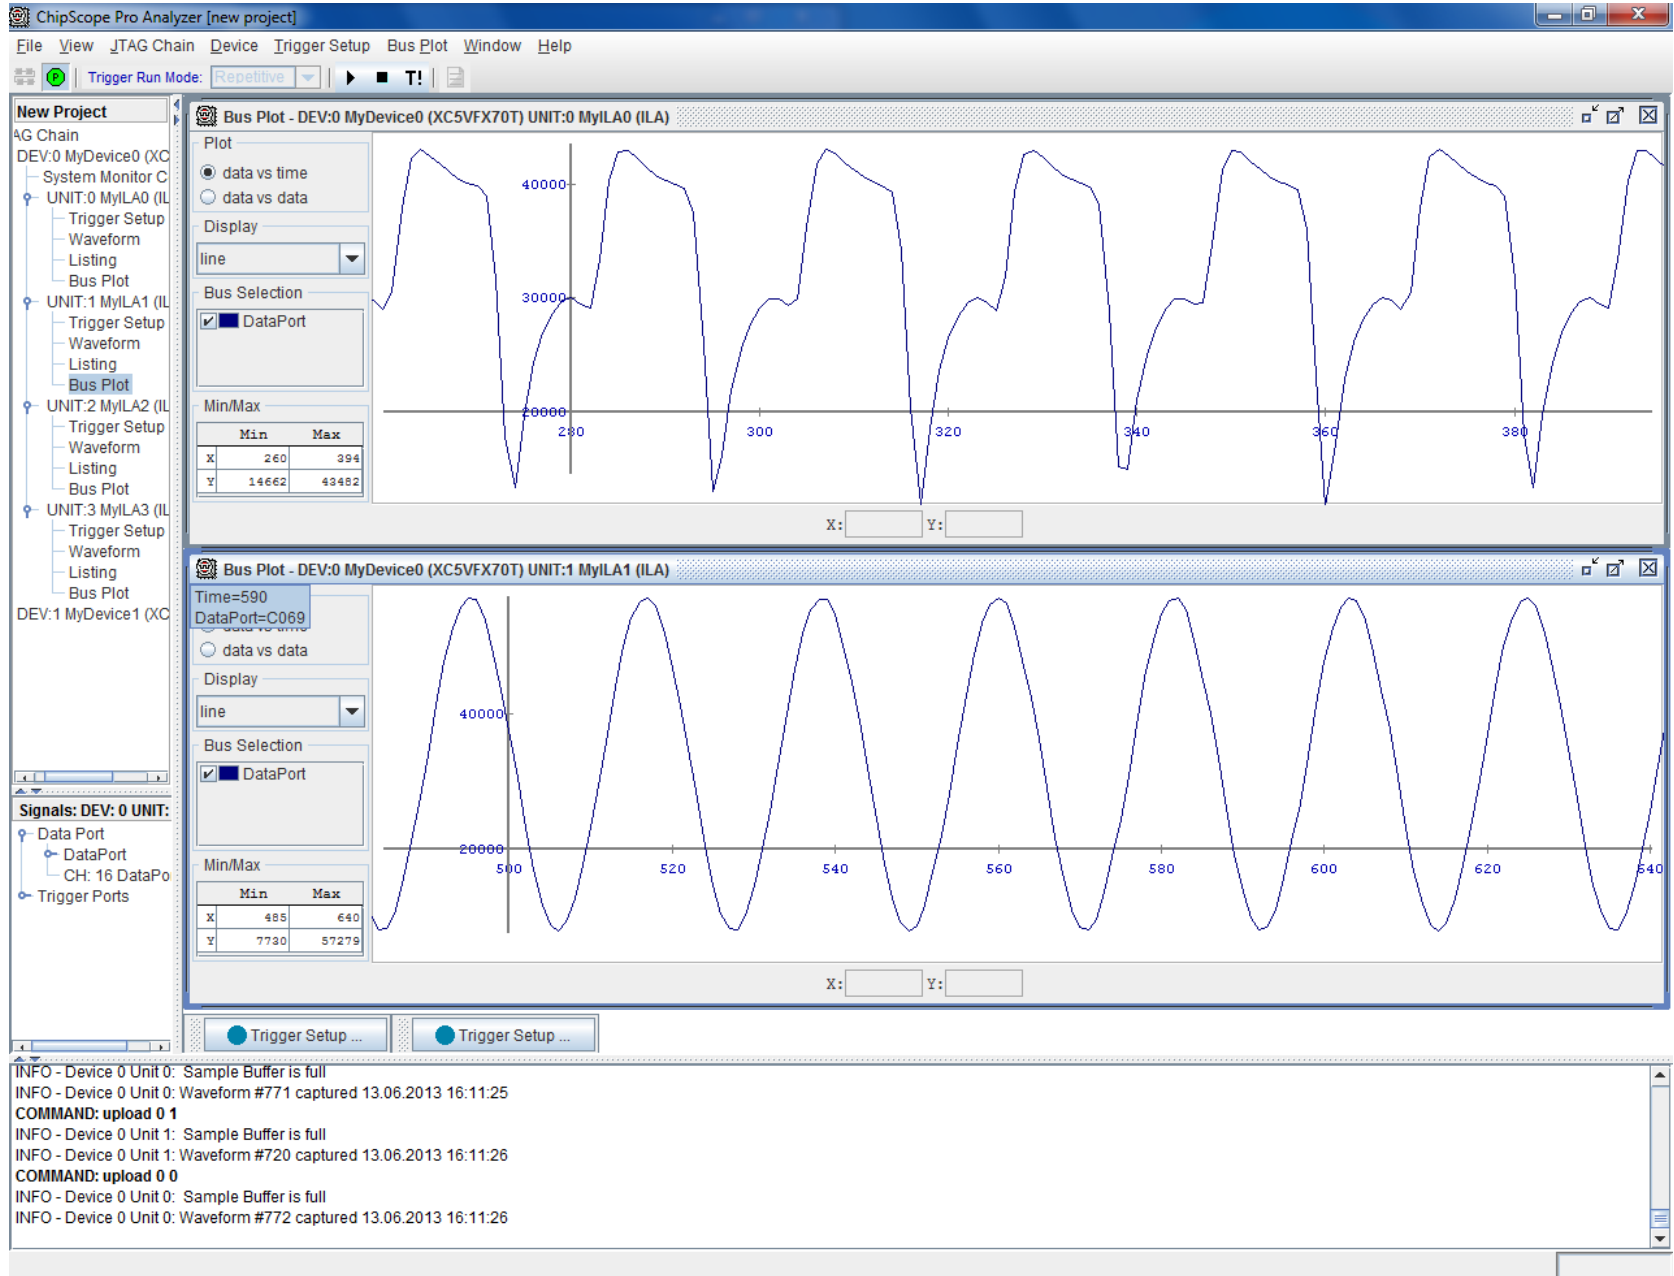 ChipScope Pro Analyzer [new project]
File View JTAG Chain Device Trigger Setup Bus Plot Window Help
Trigger Run Mode: Repetitive T!
New Project
AG Chain
DEV:0 MyDevice0 (XC
System Monitor C
UNIT:0 MyILA0 (IL
Trigger Setup
Waveform
Listing
Bus Plot
UNIT:1 MyILA1 (IL
Trigger Setup
Waveform
Listing
Bus Plot
UNIT:2 MyILA2 (IL
Trigger Setup
Waveform
Listing
Bus Plot
UNIT:3 MyILA3 (IL
Trigger Setup
Waveform
Listing
Bus Plot
DEV:1 MyDevice1 (XC
Signals: DEV: 0 UNIT:
Data Port
DataPort
CH: 16 DataPo
Trigger Ports
Bus Plot - DEV:0 MyDevice0 (XC5VFX70T) UNIT:0 MyILA0 (ILA)
Plot
data vs time
data vs data
Display
line
Bus Selection
DataPort
Min/Max
Min Max
X 260 394
Y 14662 43482
40000
30000
20000
280 300 320 340 360 380
X: Y:
Bus Plot - DEV:0 MyDevice0 (XC5VFX70T) UNIT:1 MyILA1 (ILA)
Time=590
DataPort=C069
data vs time
data vs data
Display
line
Bus Selection
DataPort
Min/Max
Min Max
X 485 640
Y 7730 57279
40000
20000
500 520 540 560 580 600 620 640
X: Y:
Trigger Setup ... Trigger Setup ...
INFO - Device 0 Unit 0: Sample Buffer is full
INFO - Device 0 Unit 0: Waveform #771 captured 13.06.2013 16:11:25
COMMAND: upload 0 1
INFO - Device 0 Unit 1: Sample Buffer is full
INFO - Device 0 Unit 1: Waveform #720 captured 13.06.2013 16:11:26
COMMAND: upload 0 0
INFO - Device 0 Unit 0: Sample Buffer is full
INFO - Device 0 Unit 0: Waveform #772 captured 13.06.2013 16:11:26